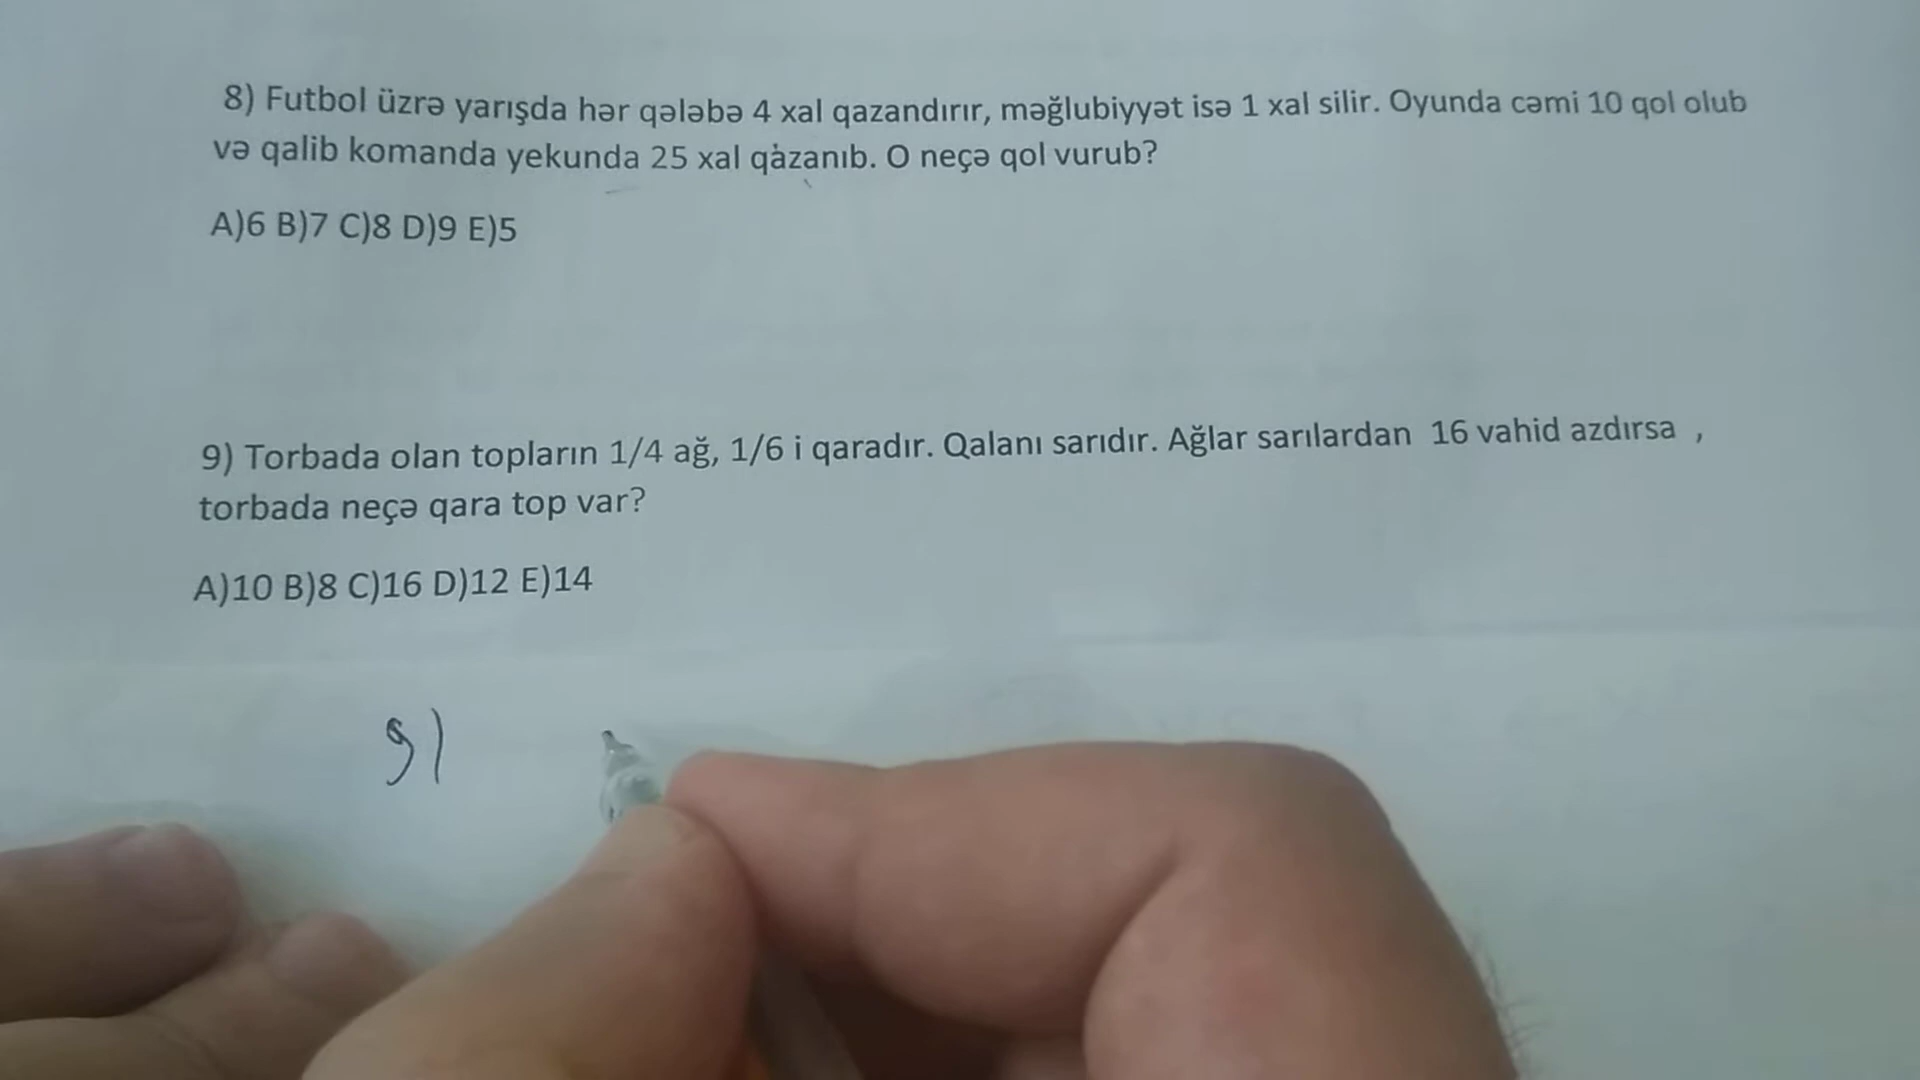 8) Futbol üzrə yarışda hər qələbə 4 xal qazandırır, məğlubiyyət isə 1 xal silir. Oyunda cəmi 10 qol olub
və qalib komanda yekunda 25 xal qazanıb. O neçə qol vurub?
A)6 B)7 C)8 D)9 E)5
9) Torbada olan topların 1/4 ağ, 1/6 i qaradır. Qalanı sarıdır. Ağlar sarılardan 16 vahid azdırsa ,
torbada neçə qara top var?
A)10 B)8 C)16 D)12 E)14
9)